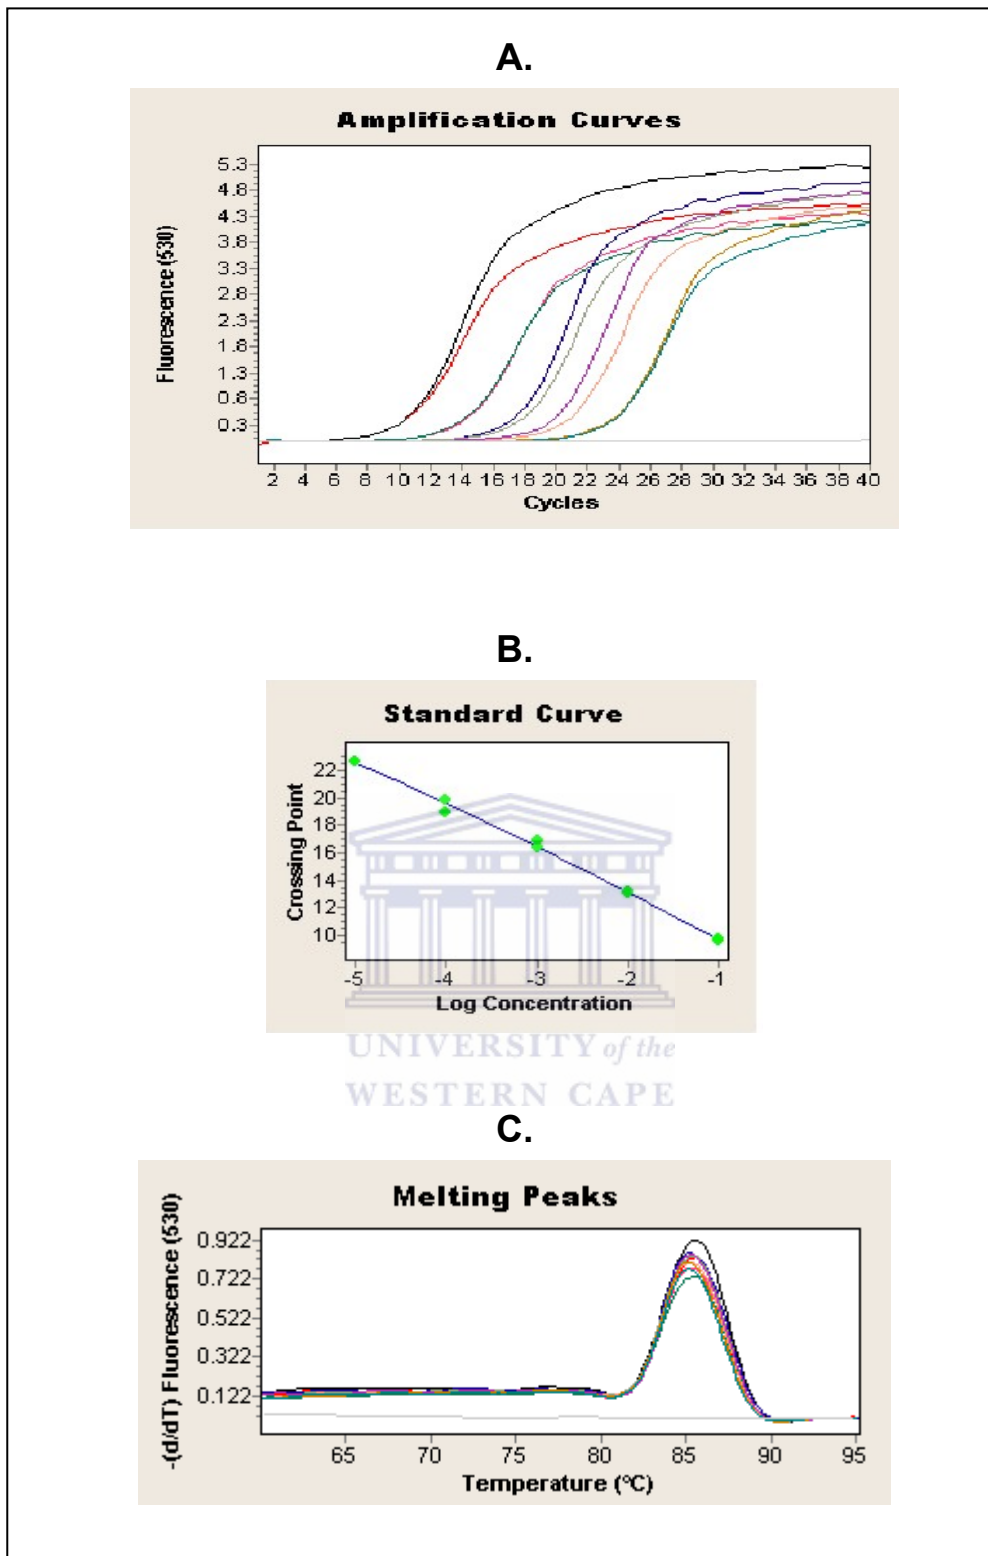 A.
Amplification Curves
Fluorescence (530)
5.3
4.8
4.3
3.8
3.3
2.8
2.3
1.8
1.3
0.8
0.3
2 4 6 8 10 12 14 16 18 20 22 24 26 28 30 32 34 36 38 40
Cycles
B.
Standard Curve
Crossing Point
22
20
18
16
14
12
10
-5 -4 -3 -2 -1
Log Concentration
UNIVERSITY of the
WESTERN CAPE
C.
Melting Peaks
-(d/dT) Fluorescence (530)
0.922
0.722
0.522
0.322
0.122
65 70 75 80 85 90 95
Temperature (°C)